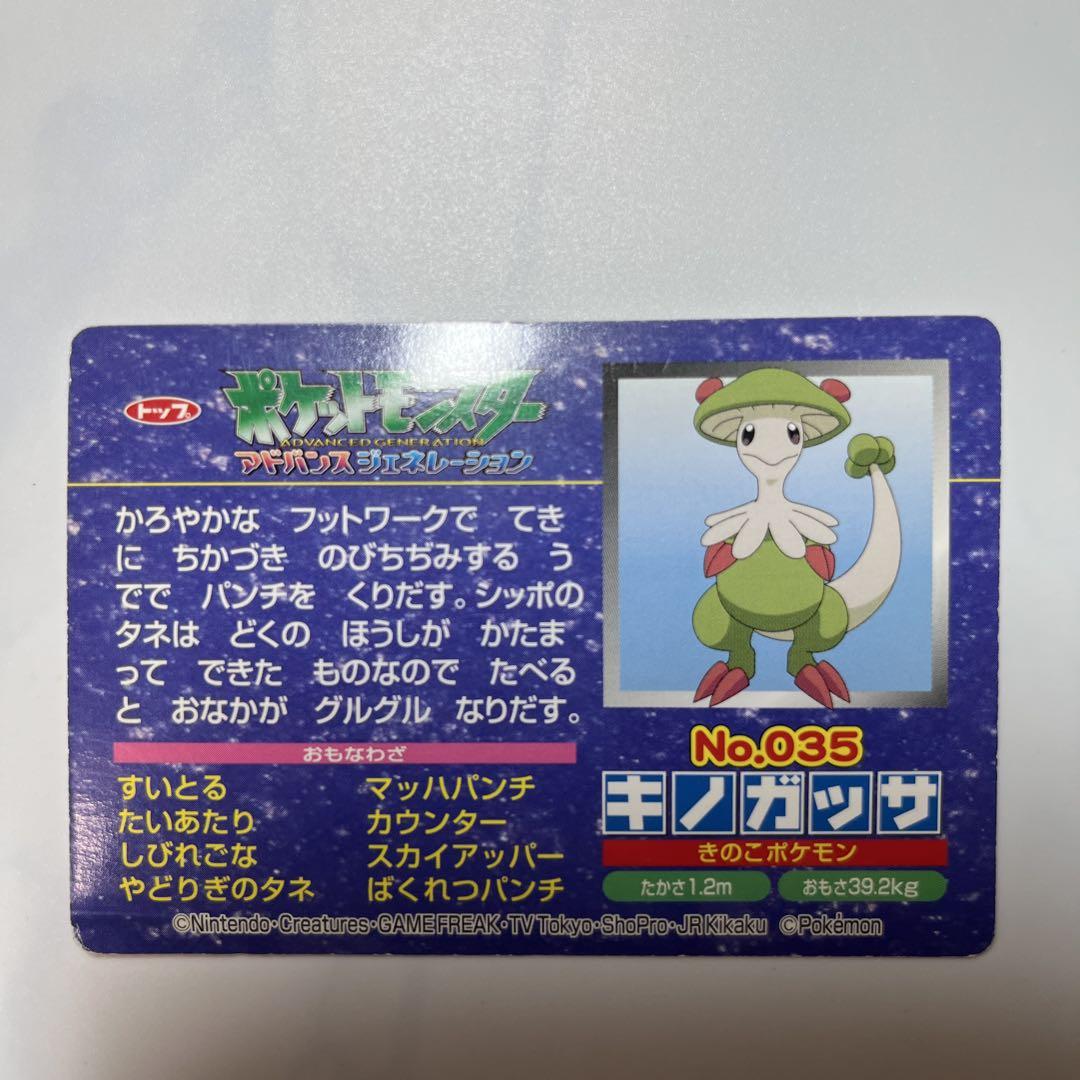 トップ
ポケットモンスター
ADVANCED GENERATION
アドバンスジェネレーション
かろやかな フットワークで てき
に ちかづき のびちぢみする う
でで パンチを くりだす。シッポの
タネは どくの ほうしが かたま
って できた ものなので たべる
と おなかが グルグル なりだす。
おもなわざ
すいとる マッハパンチ
たいあたり カウンター
しびれごな スカイアッパー
やどりぎのタネ ばくれつパンチ
No.035
キノガッサ
きのこポケモン
たかさ1.2m おもさ39.2kg
©Nintendo・Creatures・GAME FREAK・TV Tokyo・ShoPro・JR Kikaku ©Pokémon